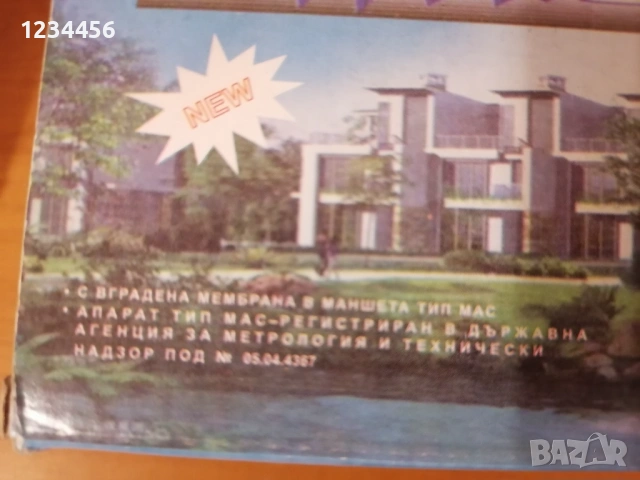 1234456
NEW
• С ВГРАДЕНА МЕМБРАНА В МАНШЕТА ТИП МАС
• АПАРАТ ТИП МАС-РЕГИСТРИРАН В ДЪРЖАВНА
АГЕНЦИЯ ЗА МЕТРОЛОГИЯ И ТЕХНИЧЕСКИ
НАДЗОР ПОД № 05.04.4367
BAZAR